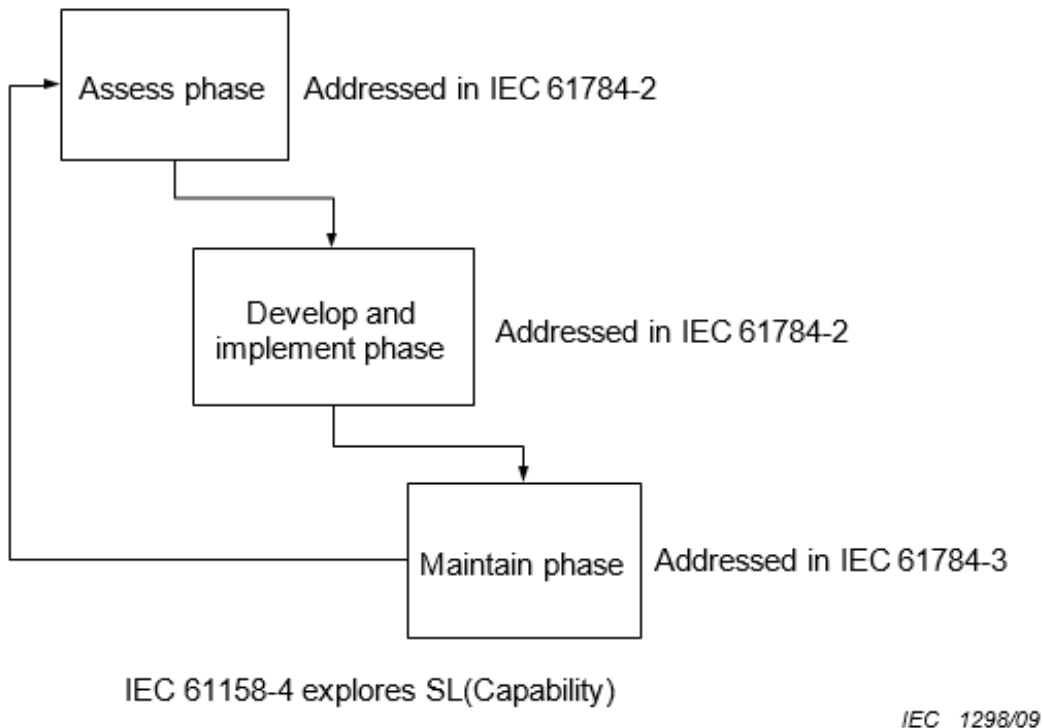 Assess phase
Addressed in IEC 61784-2
Develop and
implement phase
Addressed in IEC 61784-2
Maintain phase
Addressed in IEC 61784-3
IEC 61158-4 explores SL(Capability)
IEC 1298/09